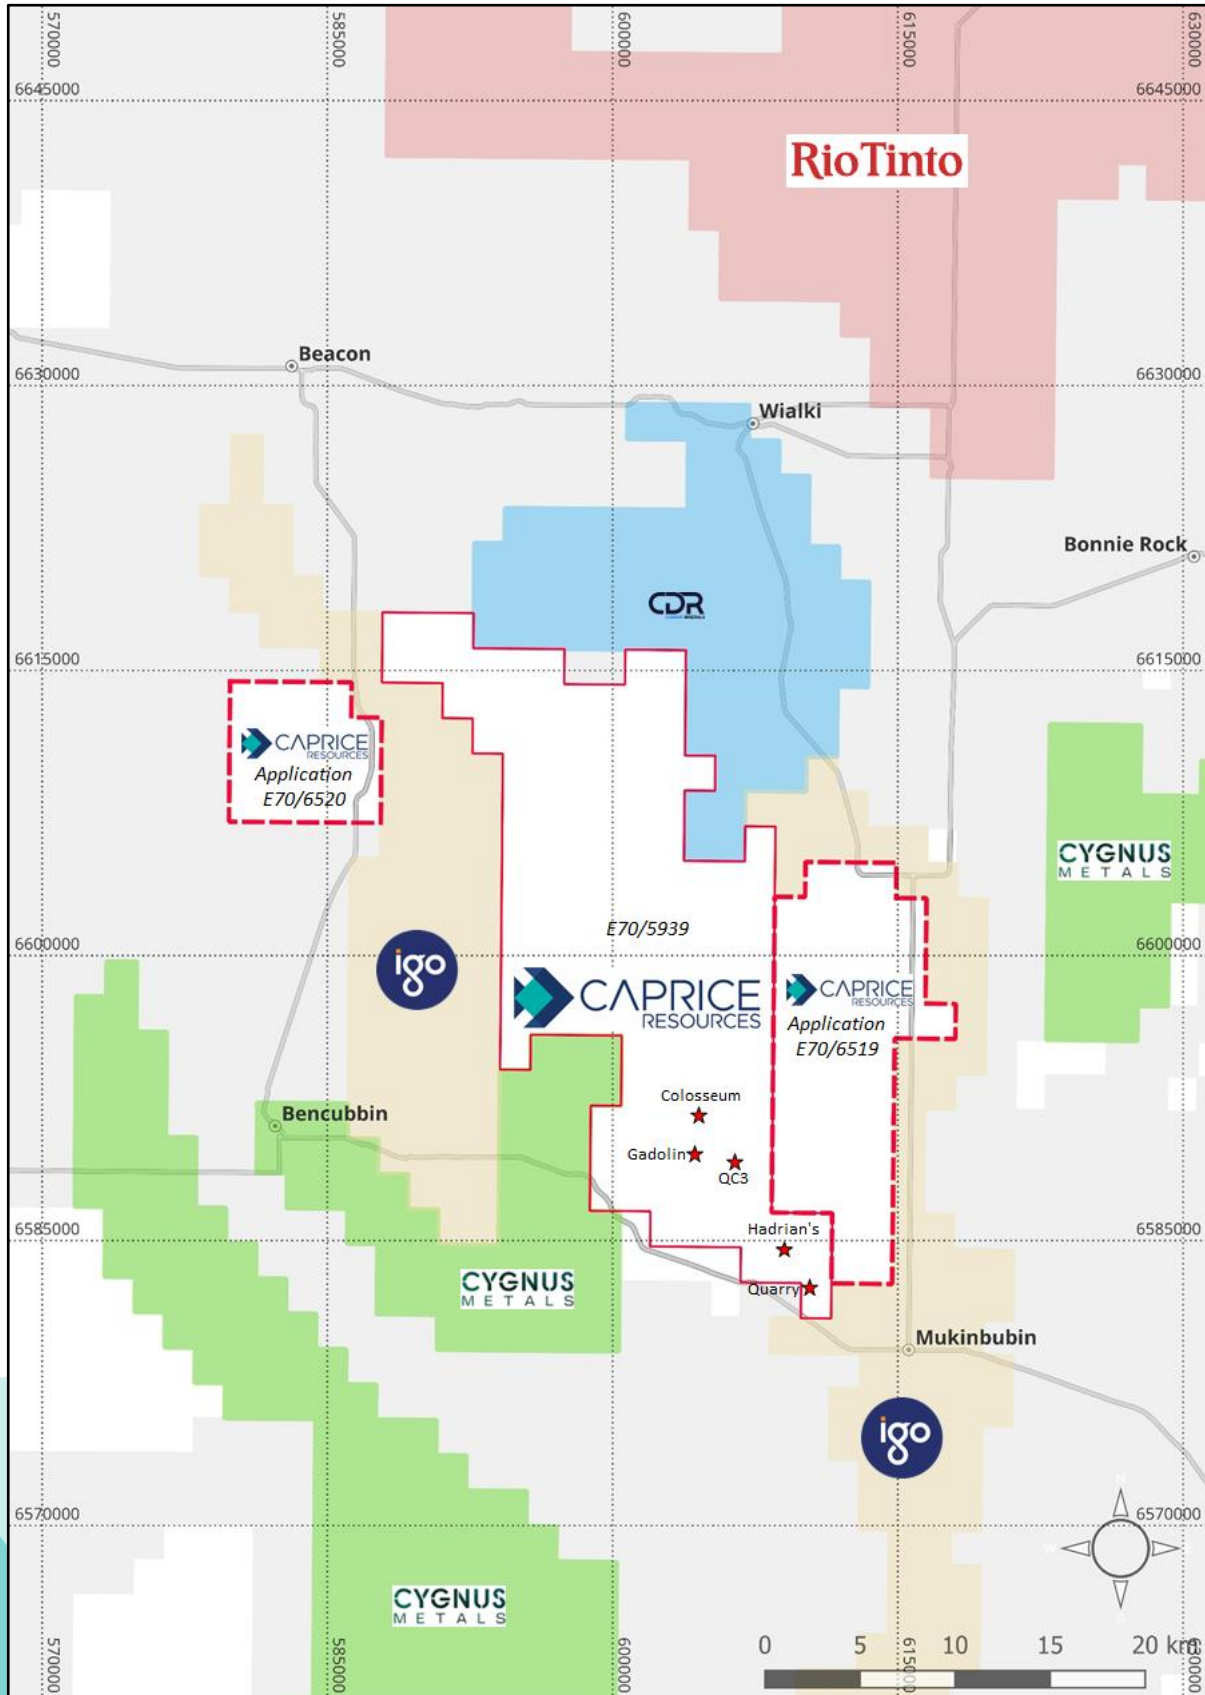 570000
585000
600000
615000
630000
6645000
6645000
RioTinto
Beacon
6630000
6630000
Wialki
Bonnie Rock
CDR
6615000
6615000
CAPRICE
RESOURCES
Application
E70/6520
CYGNUS
METALS
E70/5939
6600000
6600000
igo
CAPRICE
RESOURCES
CAPRICE
RESOURCES
Application
E70/6519
Colosseum
Bencubbin
Gadolin
QC3
Hadrian's
6585000
6585000
CYGNUS
METALS
Quarry
Mukinbubin
igo
6570000
6570000
N
W
E
S
CYGNUS
METALS
0
5
10
15
20 km
570000
585000
600000
615000
630000